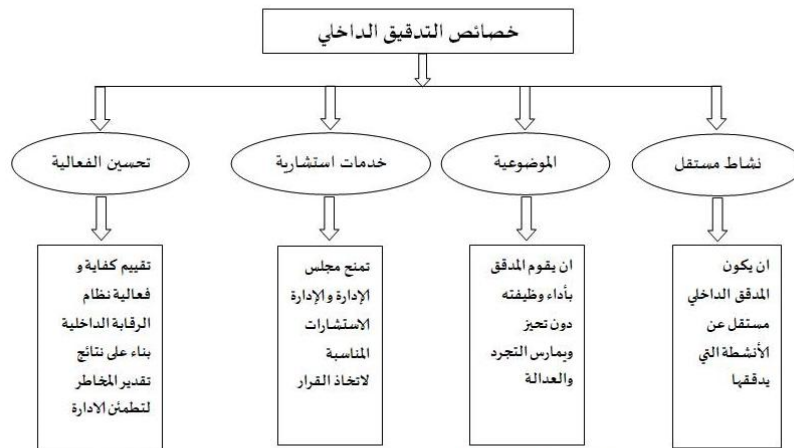 خصائص التدقيق الداخلي
نشاط مستقل
الموضوعية
خدمات استشارية
تحسين الفعالية
ان يكون
المدقق الداخلي
مستقل عن
الأنشطة التي
يدققها
ان يقوم المدقق
بأداء وظيفته
دون تحيز
ويمارس التجرد
والعدالة
تمنح مجلس
الإدارة والإدارة
الاستشارات
المناسبة
لاتخاذ القرار
تقييم كفاية و
فعالية نظام
الرقابة الداخلية
بناء على نتائج
تقدير المخاطر
لتطمئن الادارة